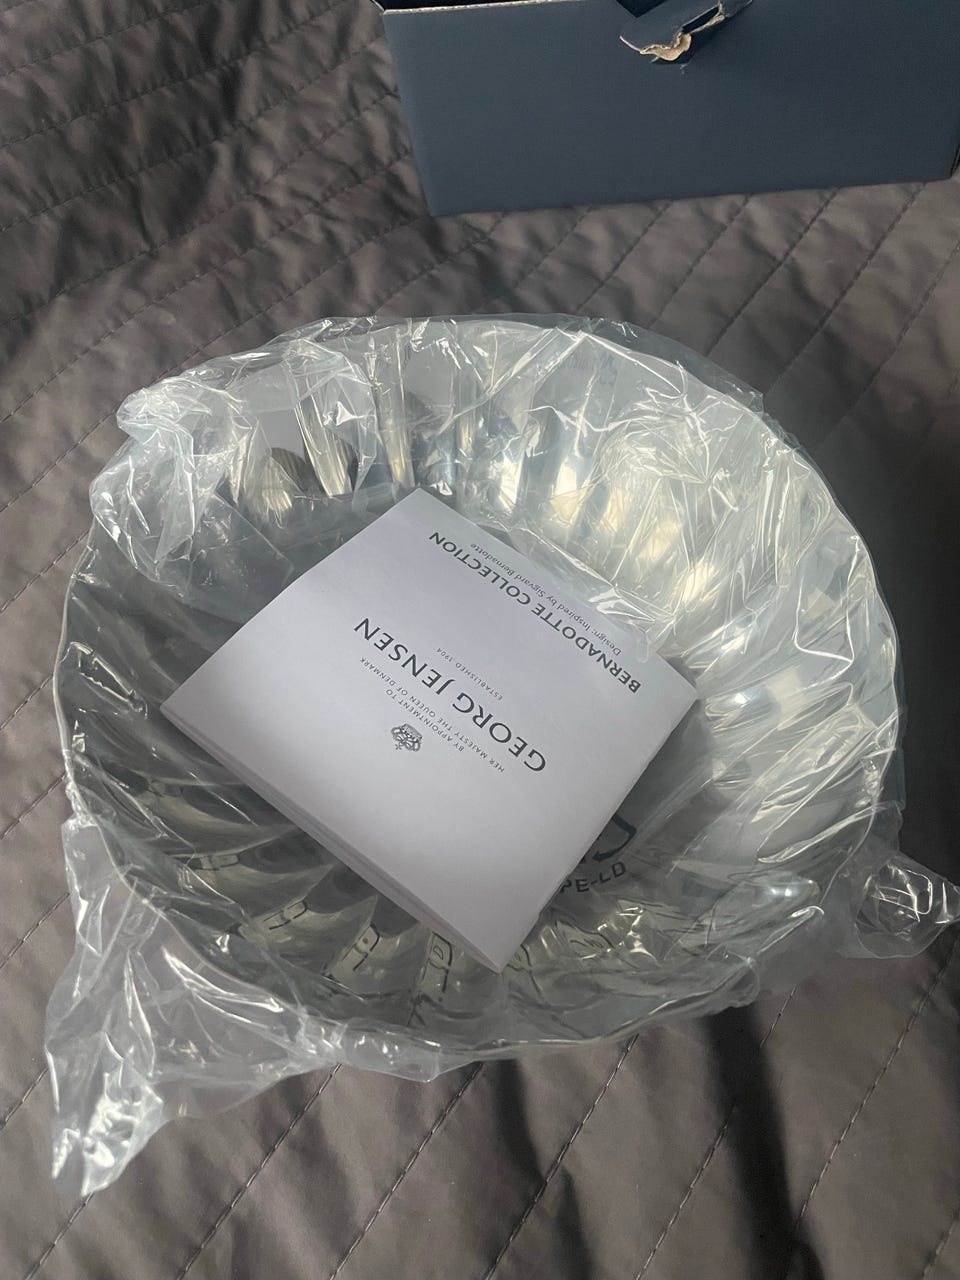 BY APPOINTMENT TO
HER MAJESTY THE QUEEN OF DENMARK
GEORG JENSEN
ESTABLISHED 1904
BERNADOTTE COLLECTION
Design: Inspired by Sigvard Bernadotte
PE-LD